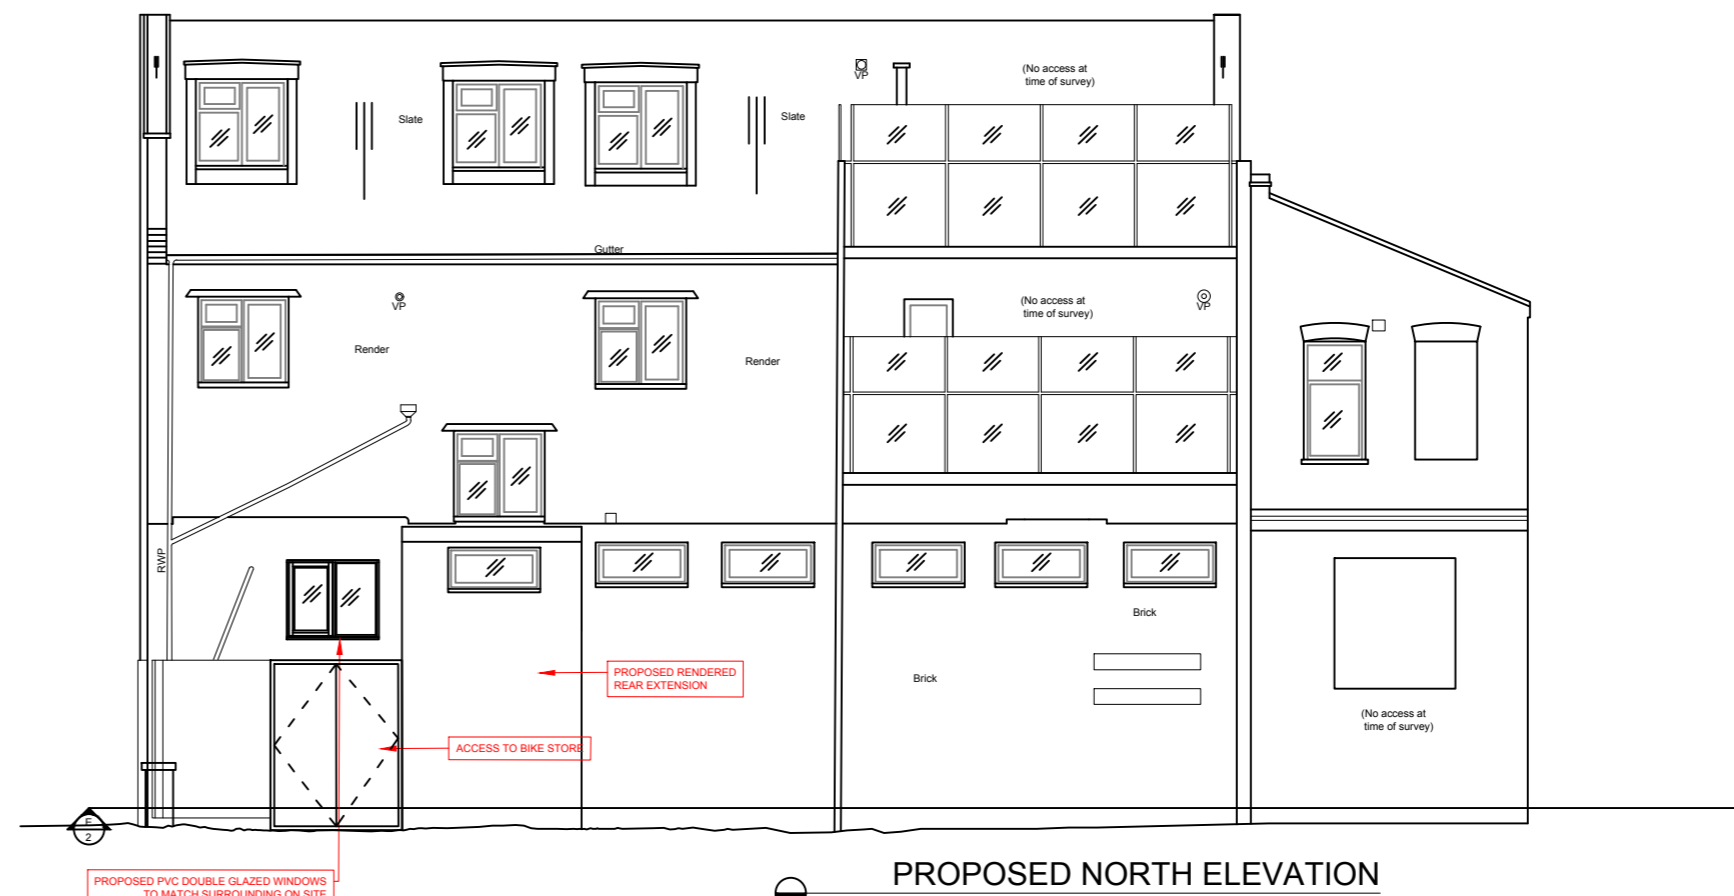 (No access at
time of survey)
VP
Slate
Slate
Gutter
(No access at
time of survey)
VP
VP
Render
Render
RWP
Brick
PROPOSED RENDERED
REAR EXTENSION
Brick
(No access at
time of survey)
ACCESS TO BIKE STORE
E
2
PROPOSED NORTH ELEVATION
PROPOSED PVC DOUBLE GLAZED WINDOWS
TO MATCH SURROUNDING ON SITE